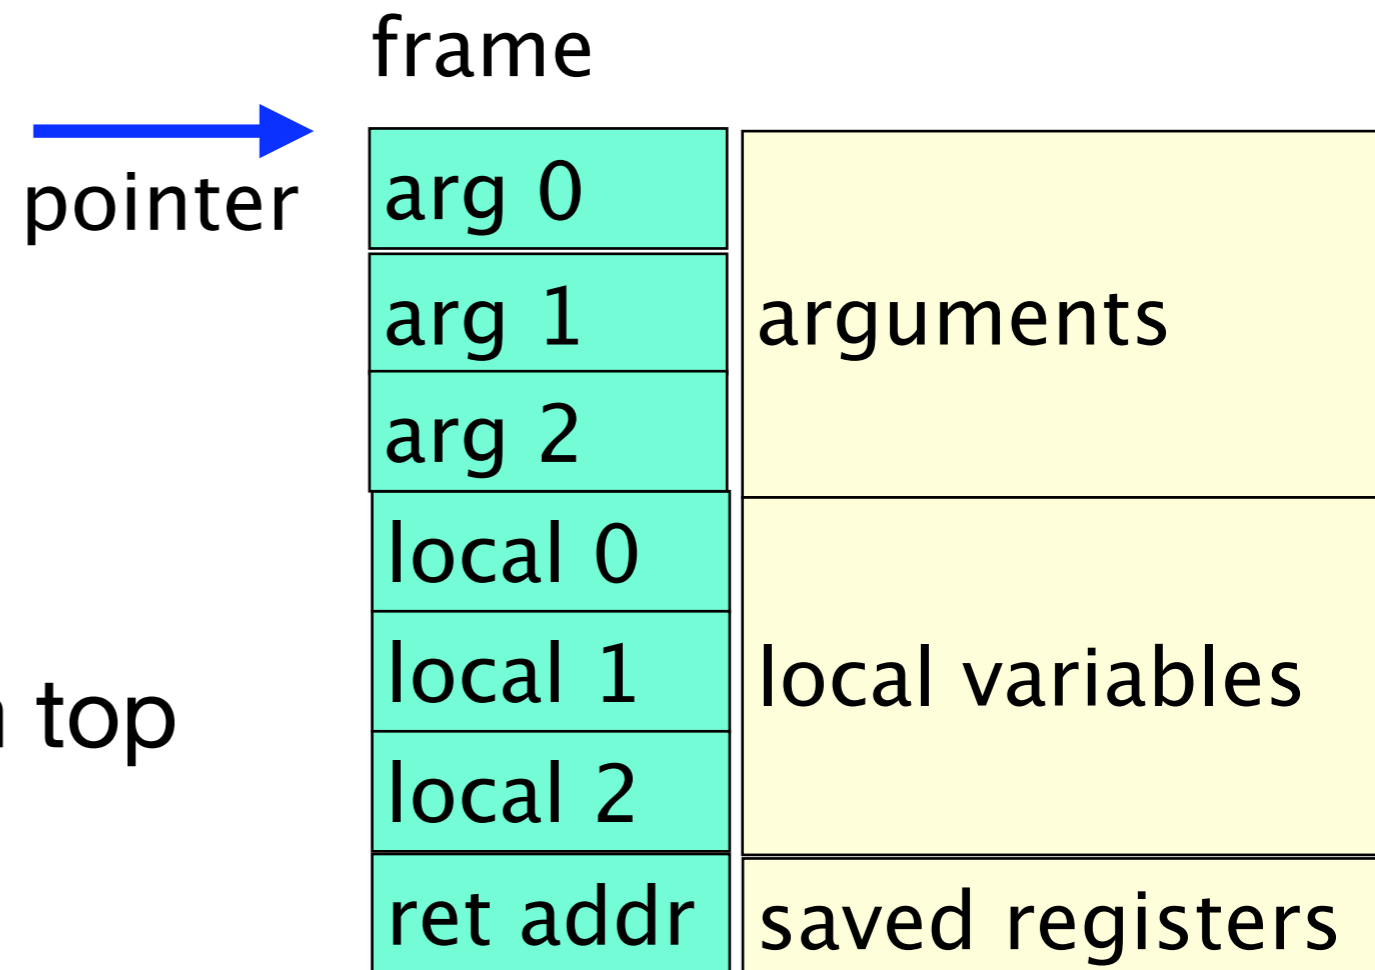 frame
pointer
arg 0
arg 1
arguments
arg 2
local 0
local 1
local variables
top
local 2
ret addr
saved registers